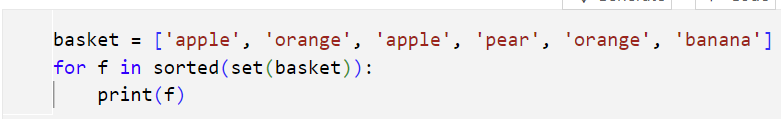 basket = ['apple', 'orange', 'apple', 'pear', 'orange', 'banana']
for f in sorted(set(basket)):
    print(f)